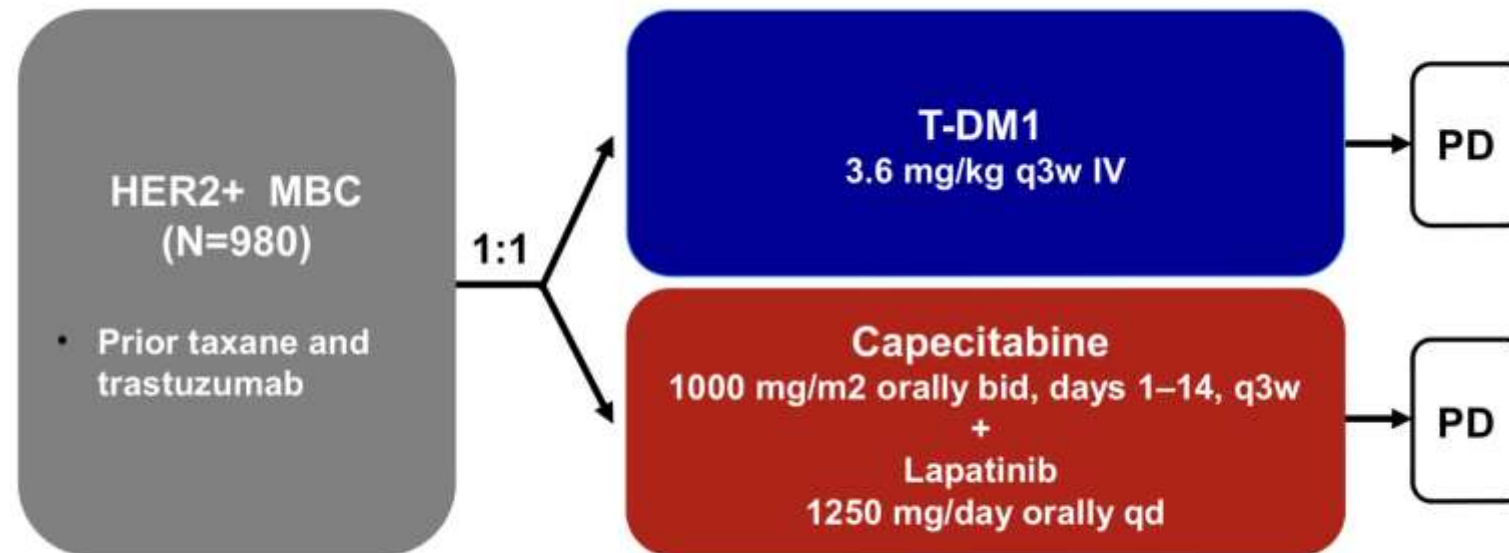 HER2+ MBC
(N=980)
• Prior taxane and
trastuzumab
1:1
T-DM1
3.6 mg/kg q3w IV
PD
Capecitabine
1000 mg/m2 orally bid, days 1–14, q3w
+
Lapatinib
1250 mg/day orally qd
PD